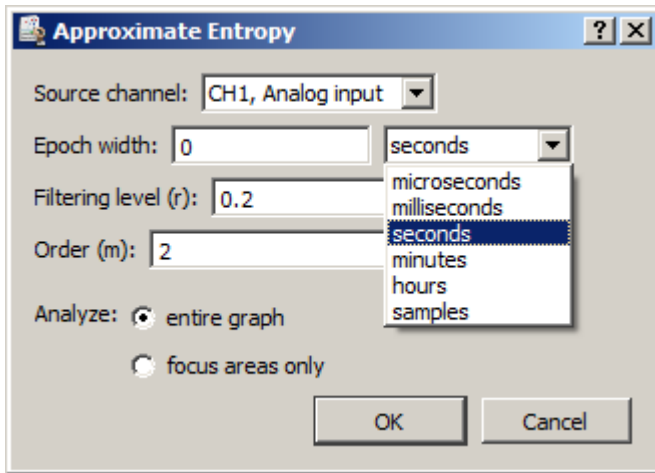 Approximate Entropy
Source channel: CH1, Analog input
Epoch width: 0 seconds
microseconds
Filtering level (r): 0.2
milliseconds
seconds
Order (m): 2
minutes
hours
samples
Analyze: entire graph
focus areas only
OK Cancel